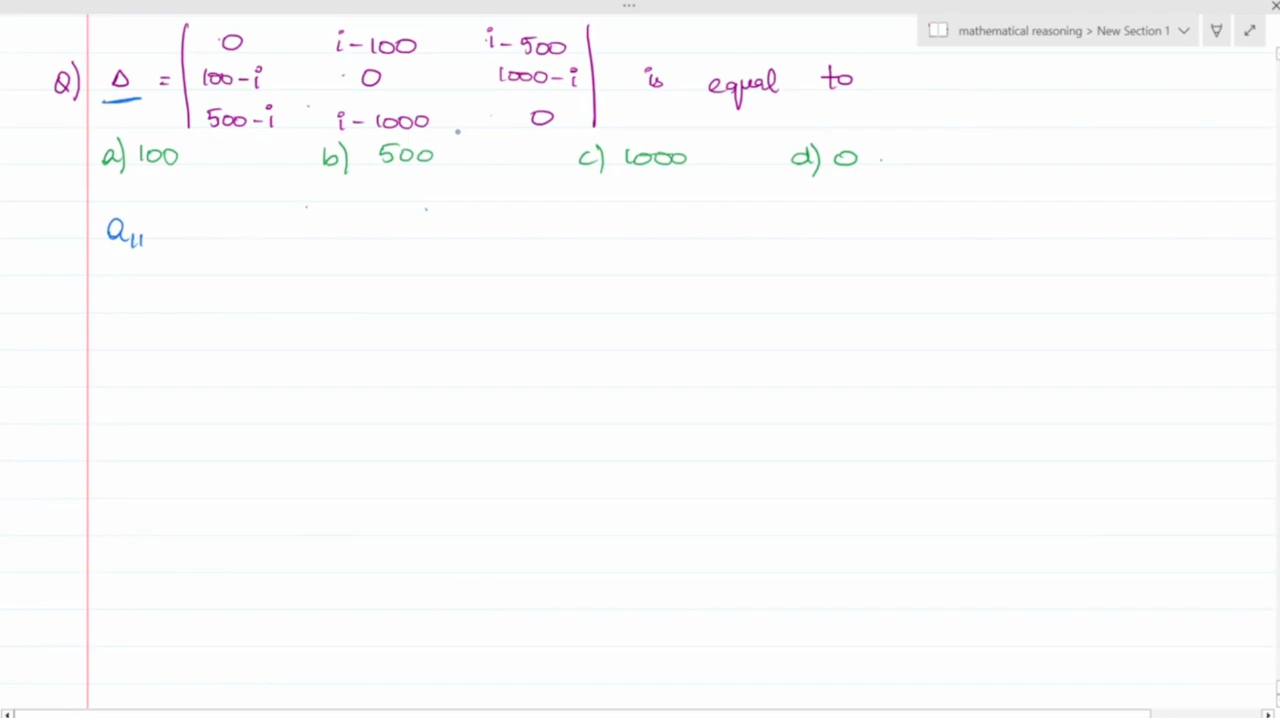 mathematical reasoning > New Section 1
0 i-100 i-500
Q) Δ = 100-i 0 1000-i is equal to
500-i i-1000 0
a) 100 b) 500 c) 1000 d) 0
a11